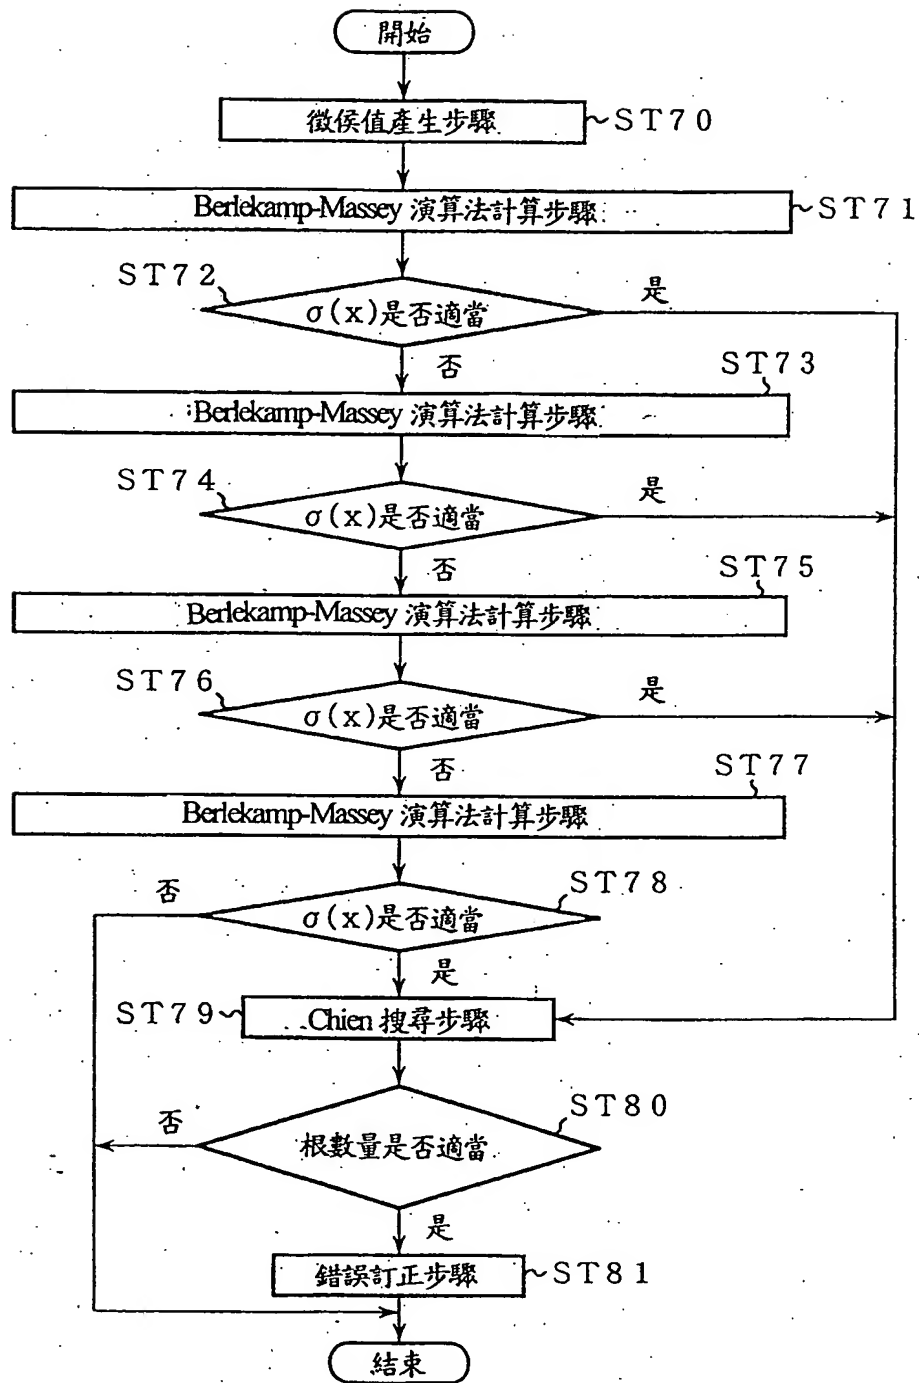 開始
徵侯值產生步驟 ST70
Berlekamp-Massey 演算法計算步驟 ST71
ST72
σ(x)是否適當
是
否
ST73
Berlekamp-Massey 演算法計算步驟
ST74
σ(x)是否適當
是
否
ST75
Berlekamp-Massey 演算法計算步驟
ST76
σ(x)是否適當
是
否
ST77
Berlekamp-Massey 演算法計算步驟
否
ST78
σ(x)是否適當
是
ST79
Chien 搜尋步驟
ST80
否
根數量是否適當
是
錯誤訂正步驟 ST81
結束